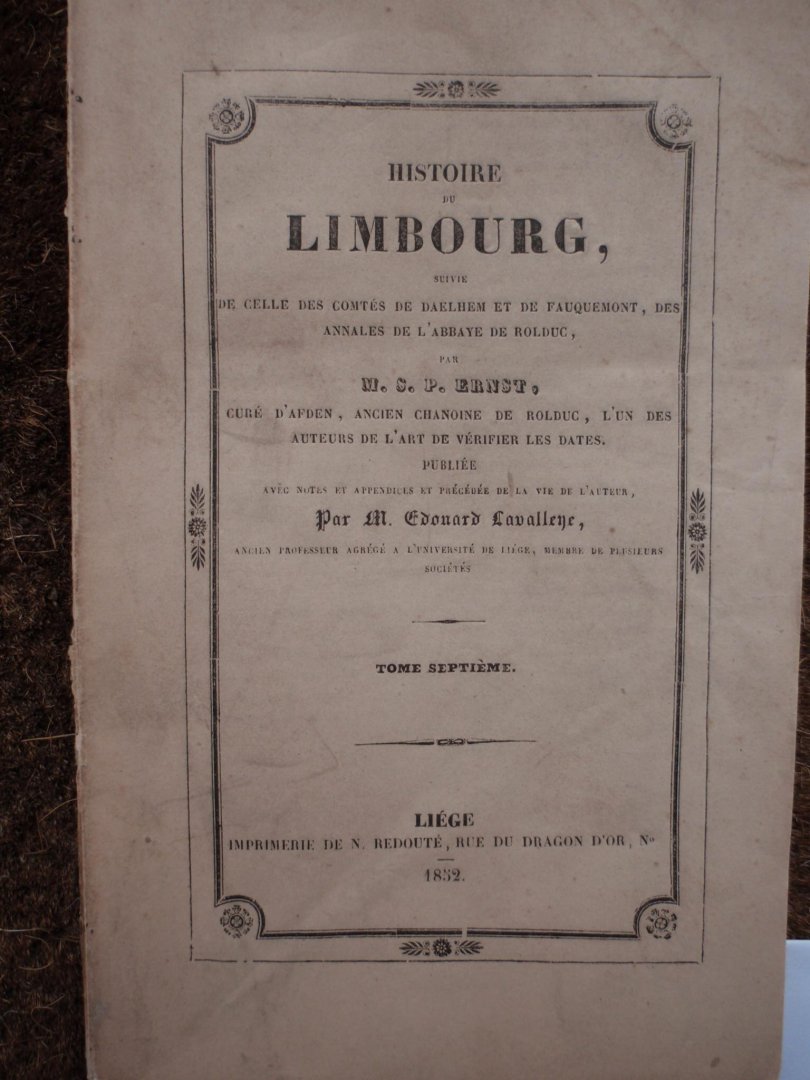 HISTOIRE
DU
LIMBOURG,
SUIVIE
DE CELLE DES COMTÉS DE DAELHEM ET DE FAUQUEMONT, DES
ANNALES DE L'ABBAYE DE ROLDUC,
PAR
M. S. P. ERNST,
CURÉ D'AFDEN, ANCIEN CHANOINE DE ROLDUC, L'UN DES
AUTEURS DE L'ART DE VÉRIFIER LES DATES.
PUBLIÉE
AVEC NOTES ET APPENDICES ET PRÉCÉDÉE DE LA VIE DE L'AUTEUR,
Par M. Edouard Lavalleye,
ANCIEN PROFESSEUR AGRÉGÉ A L'UNIVERSITÉ DE LIÉGE, MEMBRE DE PLUSIEURS
SOCIÉTÉS
TOME SEPTIÈME.
LIÉGE
IMPRIMERIE DE N. REDOUTÉ, RUE DU DRAGON D'OR, No
1852.